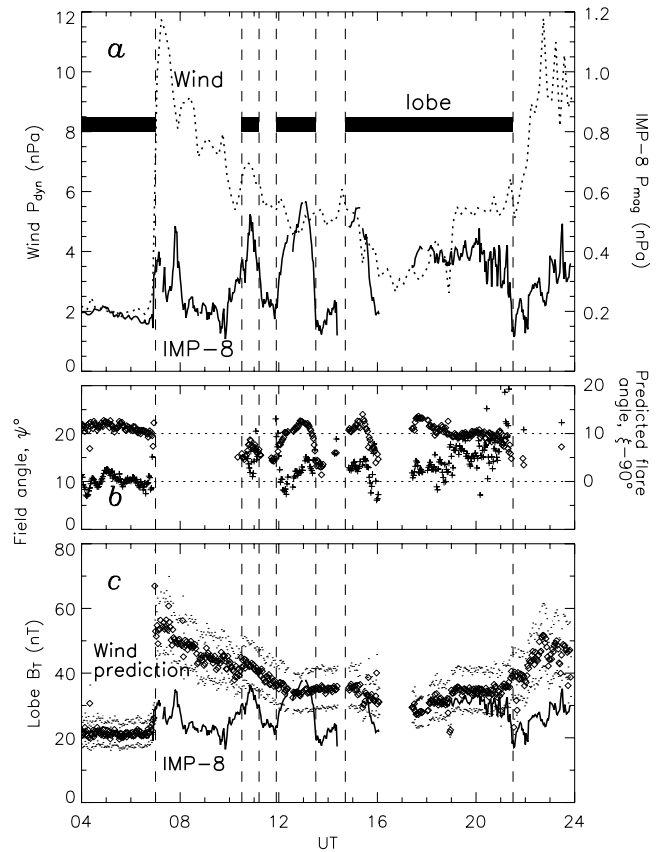 12
1.2
a
Wind
10
1.0
lobe
8
0.8
6
0.6
4
0.4
2
0.2
0
IMP-8
Wind Pdyn (nPa)
IMP-8 Pmag (nPa)
20
20
10
10
0
0
b
Field angle, ψ°
Predicted flare
angle, ξ−90°
80
c
60
Wind
prediction
40
20
IMP-8
0
Lobe BT (nT)
04
08
12
16
20
24
UT